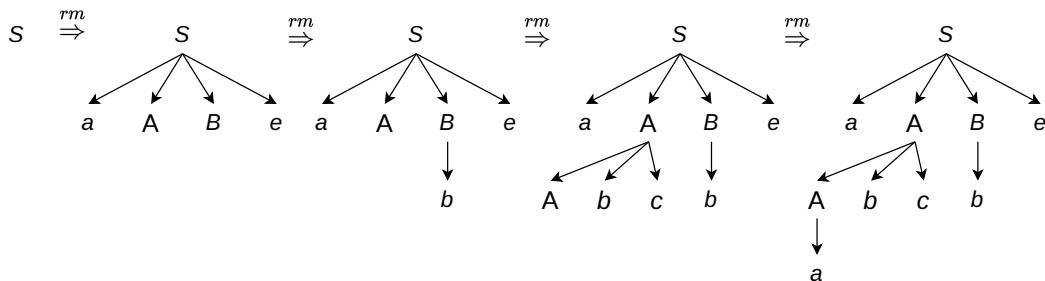 S rm ⇒ S rm ⇒ S rm ⇒ S rm ⇒ S
a A B e a A B e a A B e a A B e
b A b c b A b c b
a